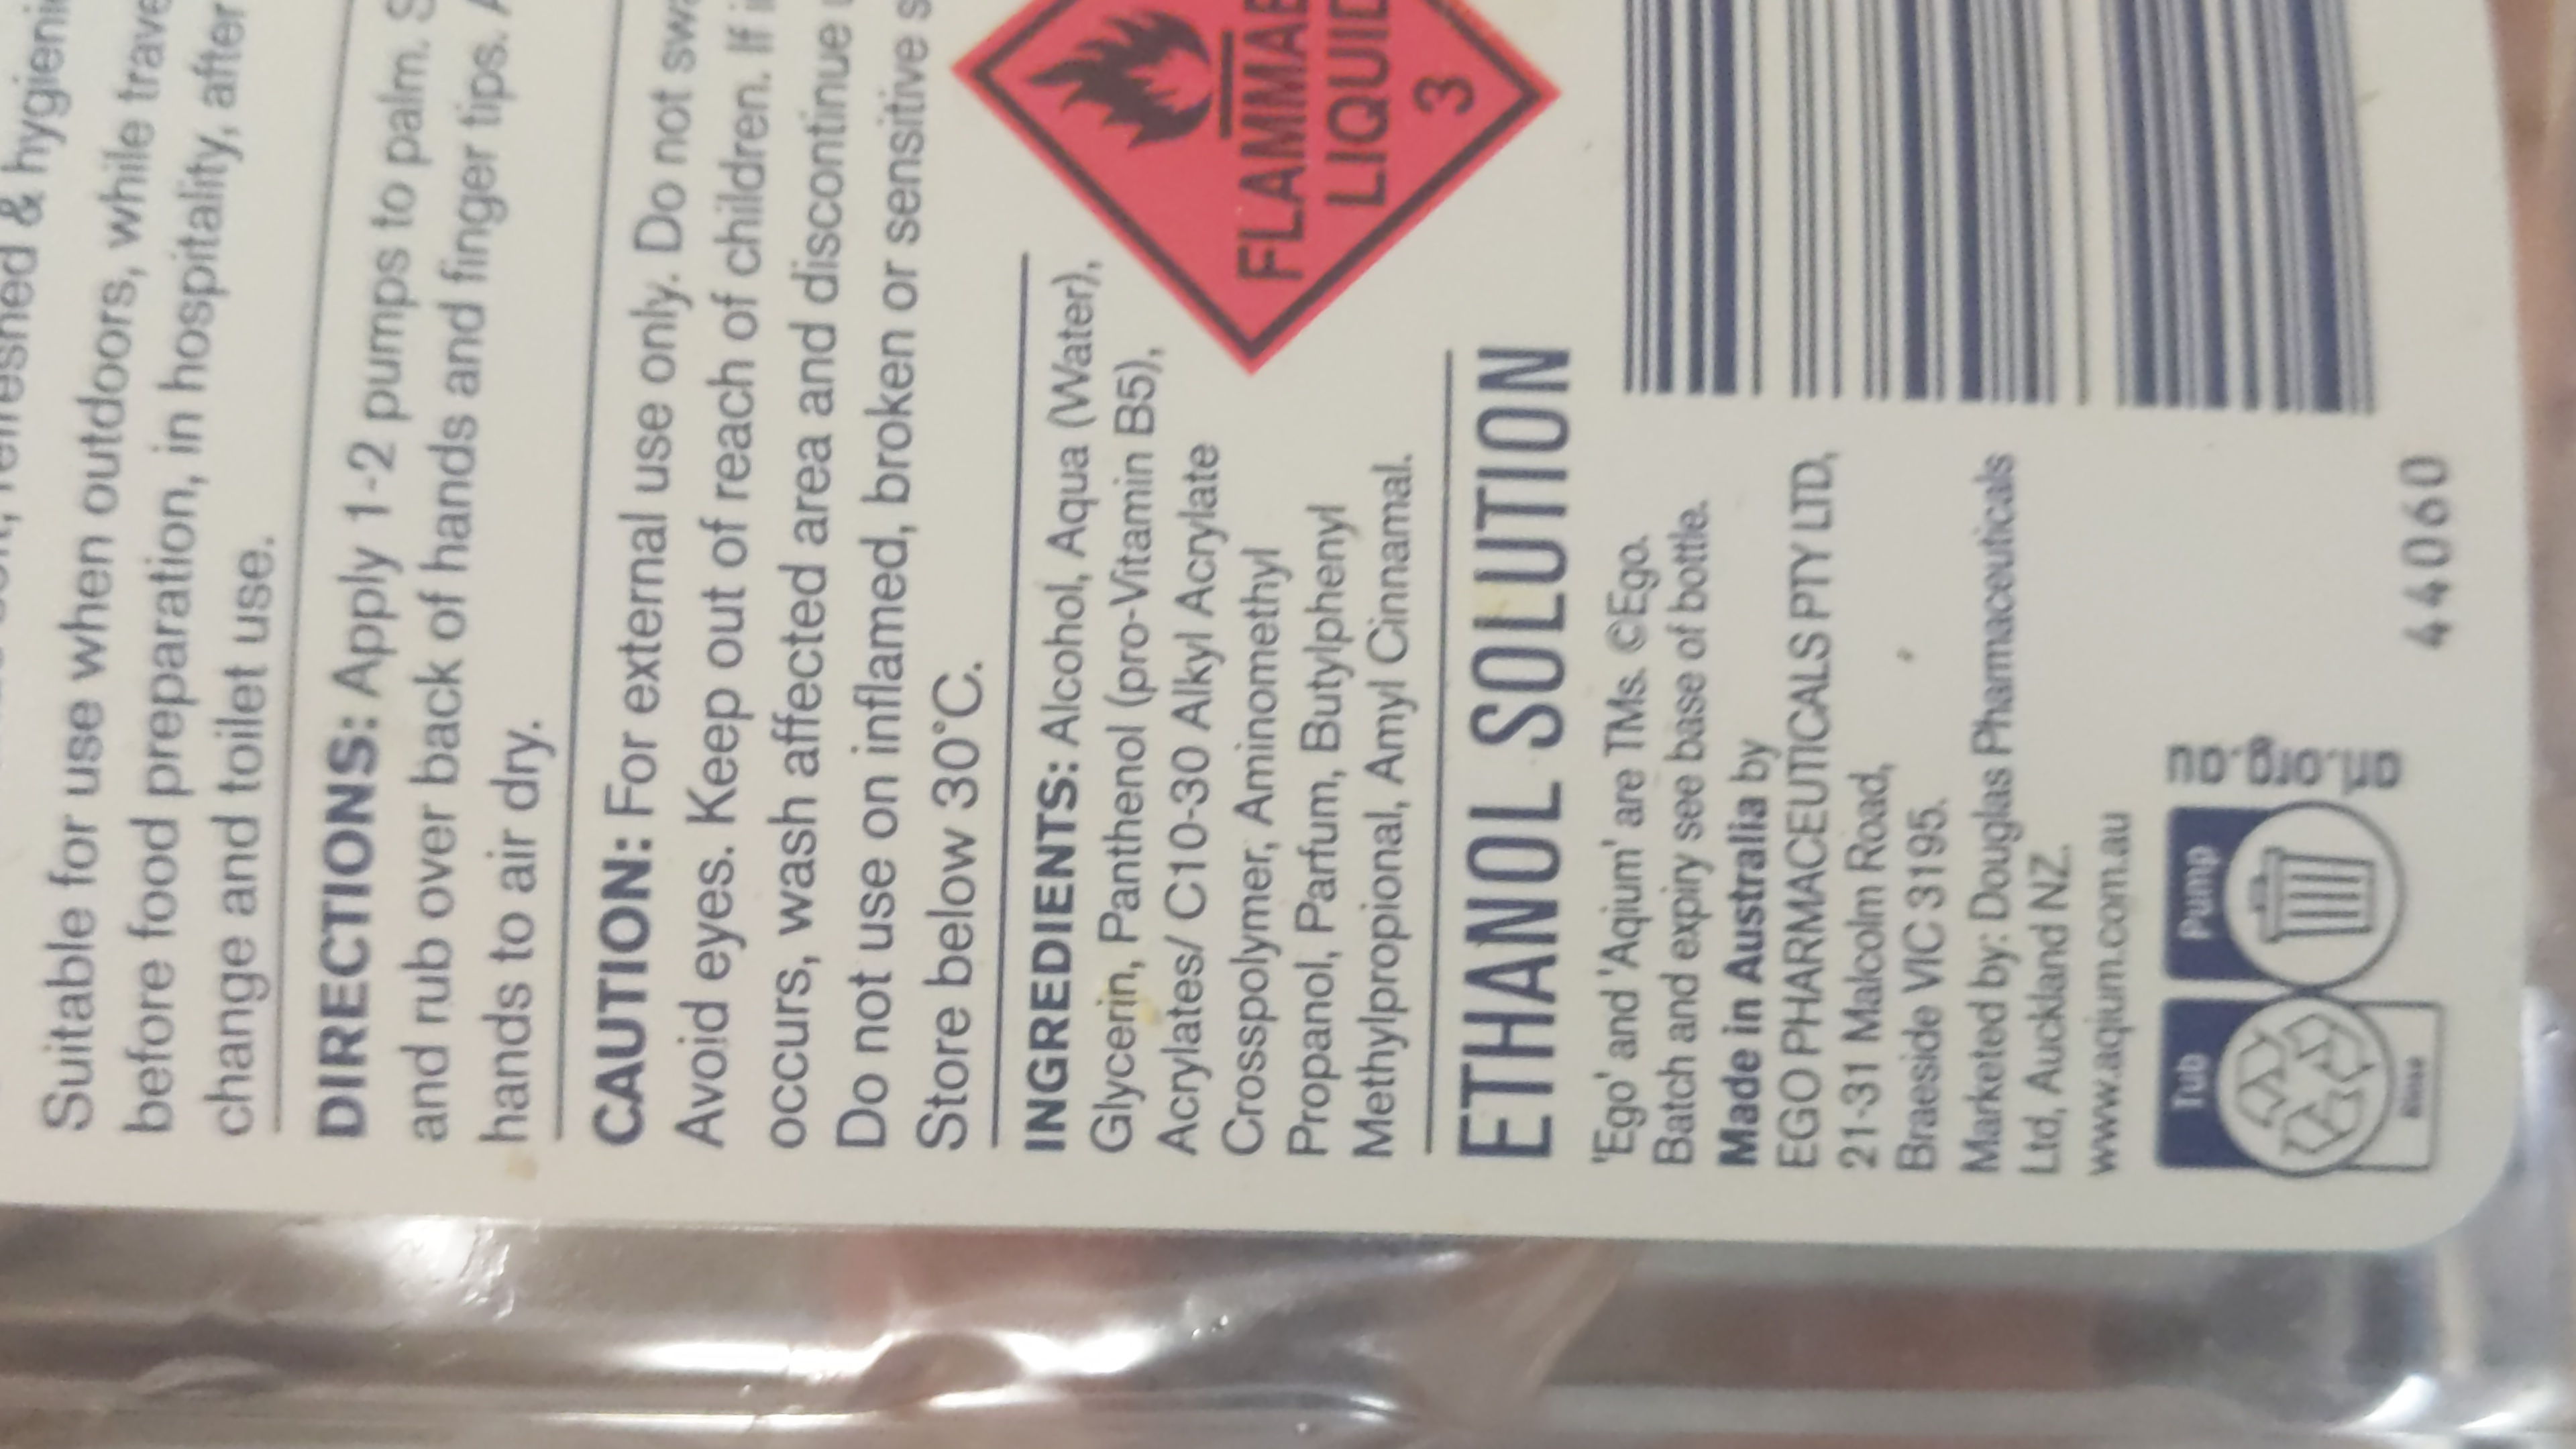 refreshed & hygieni
Suitable for use when outdoors, while trave
before food preparation, in hospitality, after
change and toilet use.
DIRECTIONS: Apply 1-2 pumps to palm. S
and rub over back of hands and finger tips. A
hands to air dry.
CAUTION: For external use only. Do not swa
Avoid eyes. Keep out of reach of children. If i
occurs, wash affected area and discontinue
Do not use on inflamed, broken or sensitive s
Store below 30°C.
INGREDIENTS: Alcohol, Aqua (Water),
Glycerin, Panthenol (pro-Vitamin B5),
Acrylates/ C10-30 Alkyl Acrylate
Crosspolymer, Aminomethyl
Propanol, Parfum, Butylphenyl
Methylpropional, Amyl Cinnamal.
FLAMMAB
LIQUID
3
ETHANOL SOLUTION
'Ego' and 'Aqium' are TMs. ©Ego.
Batch and expiry see base of bottle.
Made in Australia by
EGO PHARMACEUTICALS PTY LTD,
21-31 Malcolm Road,
Braeside VIC 3195.
Marketed by: Douglas Pharmaceuticals
Ltd, Auckland NZ.
www.aqium.com.au
Tub
Pump
Rinse
arl.org.au
44060